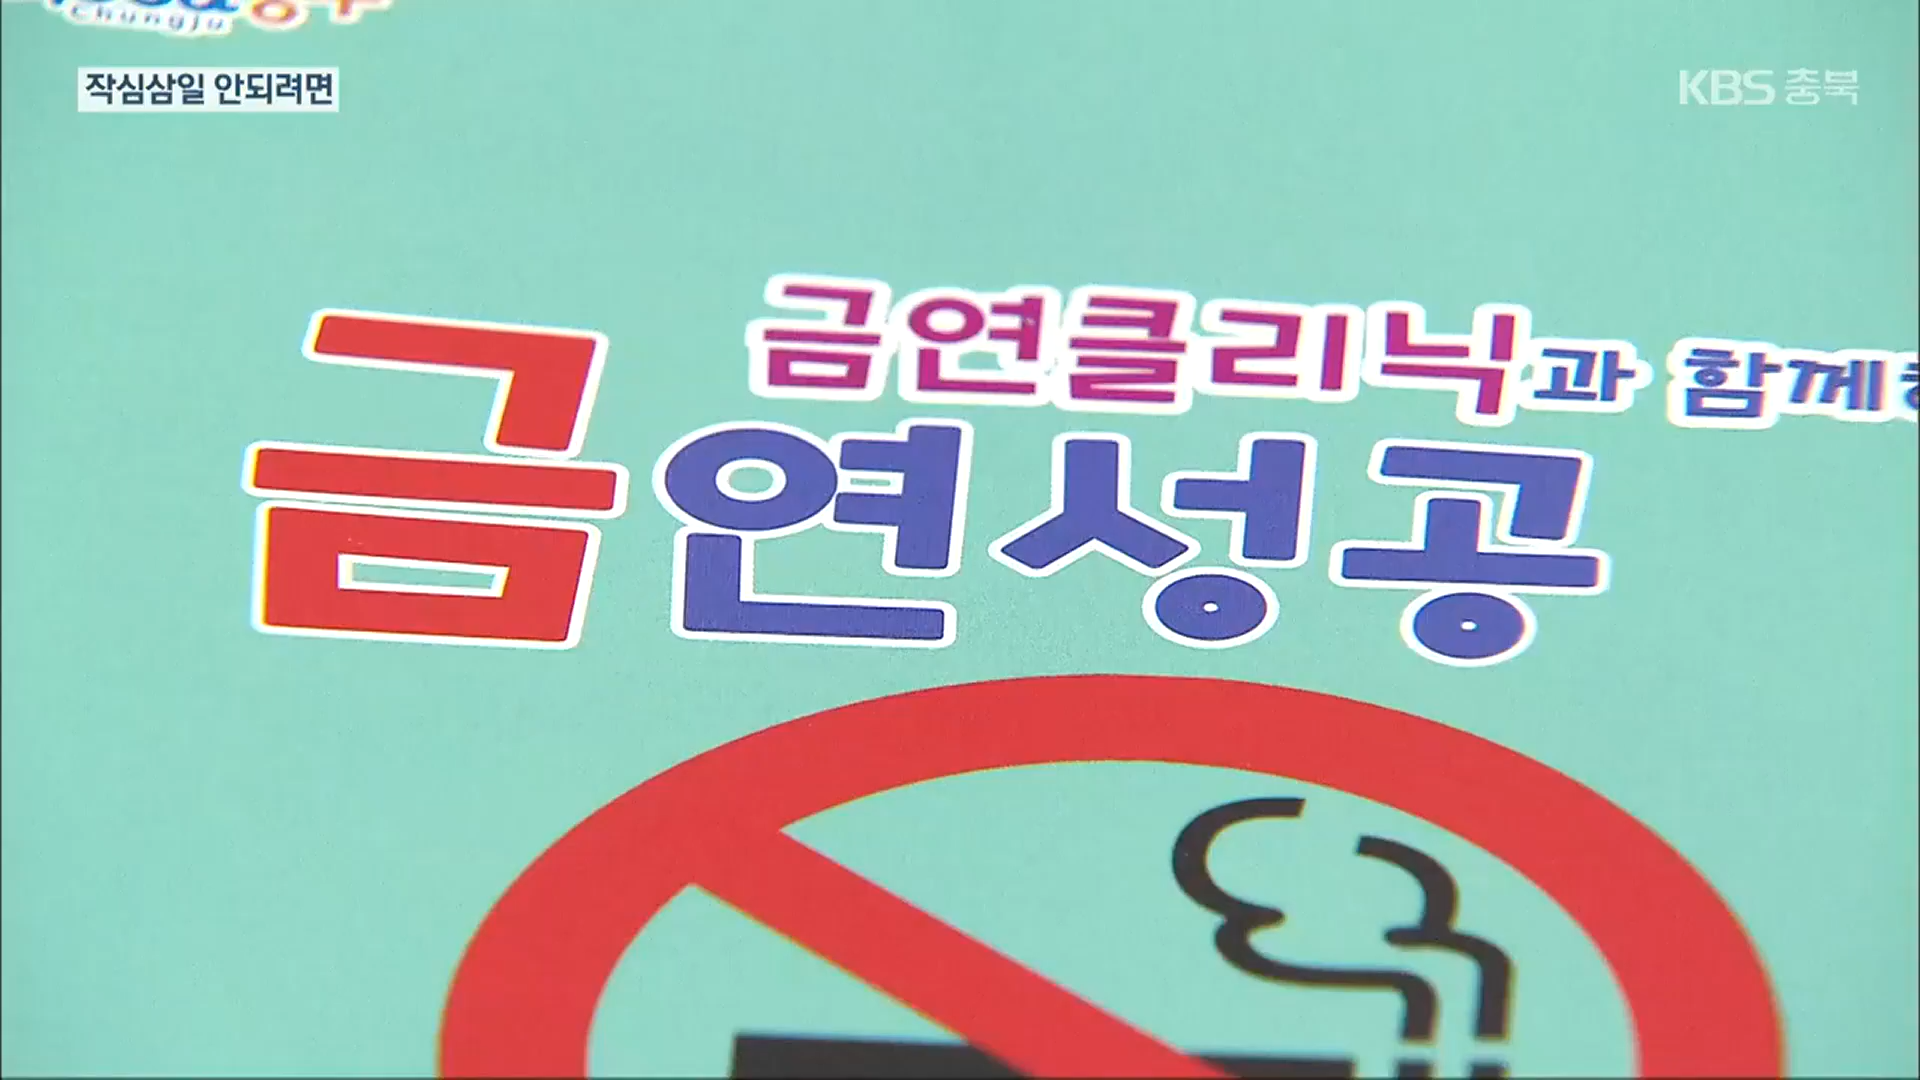 Chungju
작심삼일 안되려면
KBS 충북
금연클리닉과 함께
금연성공